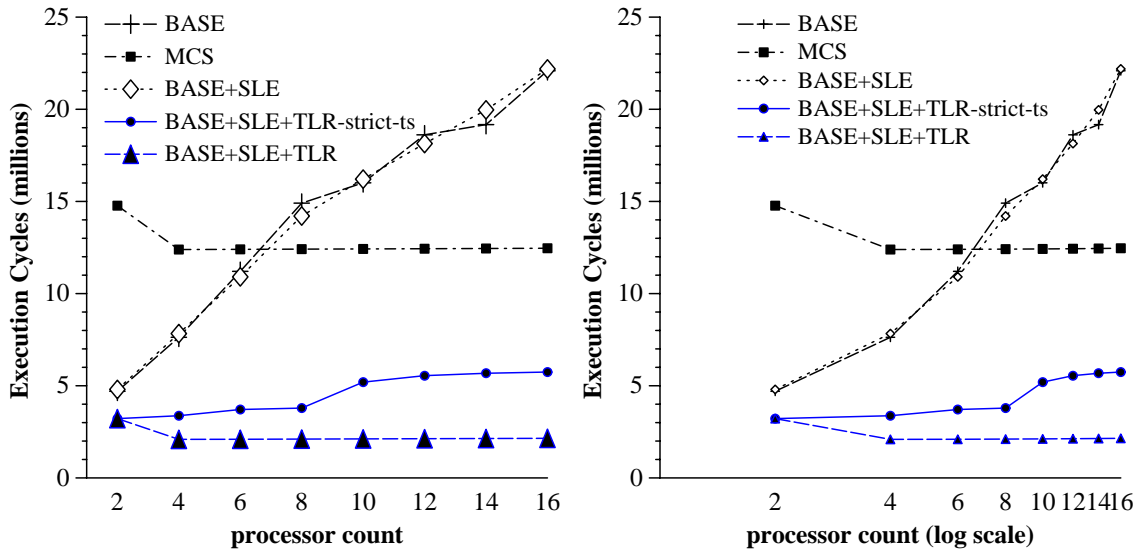 25
20
15
10
5
0
Execution Cycles (millions)
BASE
MCS
BASE+SLE
BASE+SLE+TLR-strict-ts
BASE+SLE+TLR
2 4 6 8 10 12 14 16
processor count
25
20
15
10
5
0
Execution Cycles (millions)
BASE
MCS
BASE+SLE
BASE+SLE+TLR-strict-ts
BASE+SLE+TLR
2 4 6 8 10 12 14 16
processor count (log scale)